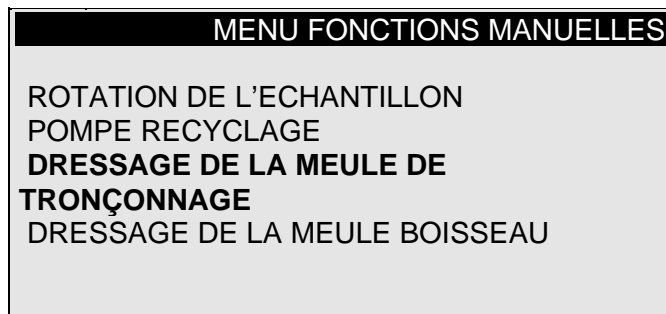 MENU FONCTIONS MANUELLES
ROTATION DE L'ECHANTILLON
POMPE RECYCLAGE
DRESSAGE DE LA MEULE DE
TRONÇONNAGE
DRESSAGE DE LA MEULE BOISSEAU